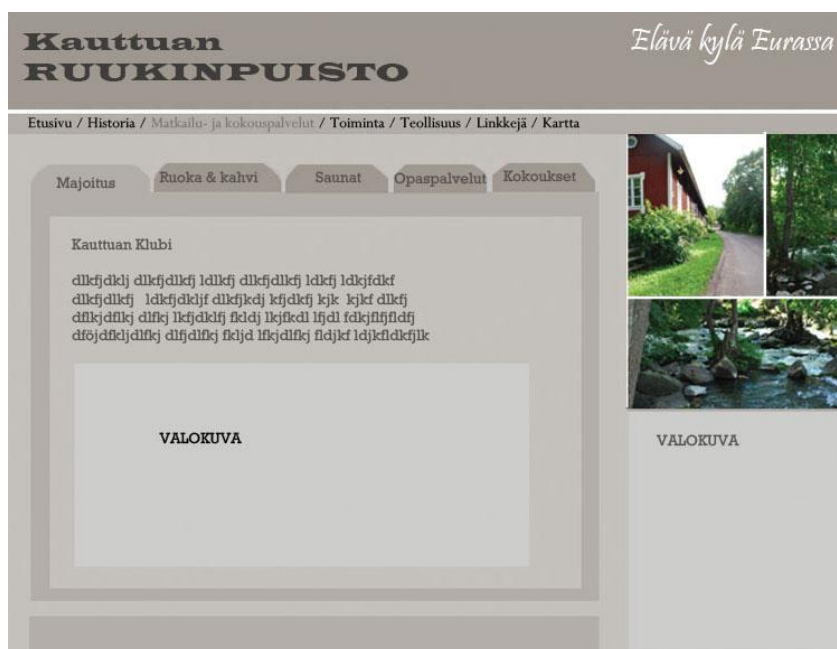 Kauttuan
RUUKINPUISTO
Elävä kylä Eurassa
Etusivu / Historia / Matkailu- ja kokouspalvelut / Toiminta / Teollisuus / Linkkejä / Kartta
Majoitus
Ruoka & kahvi
Saunat
Opaspalvelut
Kokoukset
Kauttuan Klubi
dlkfjdklj dlkfjdlkfj ldlkfj dlkfjdlkfj ldkfj ldkjfdkf
dlkfjdlkfj ldkfjdkljf dlkfjkdj kfjdkfj kjk kjkf dlkfj
dflkjdflkj dlfkj lkfjdklfj fkldj lkjfkdl lfjdl fdkjflfjfldfj
dföjdfkljdlfkj dlfjdlfkj fkljd lfkjdlfkj fldjkf ldjkfldkfjlk
VALOKUVA
VALOKUVA